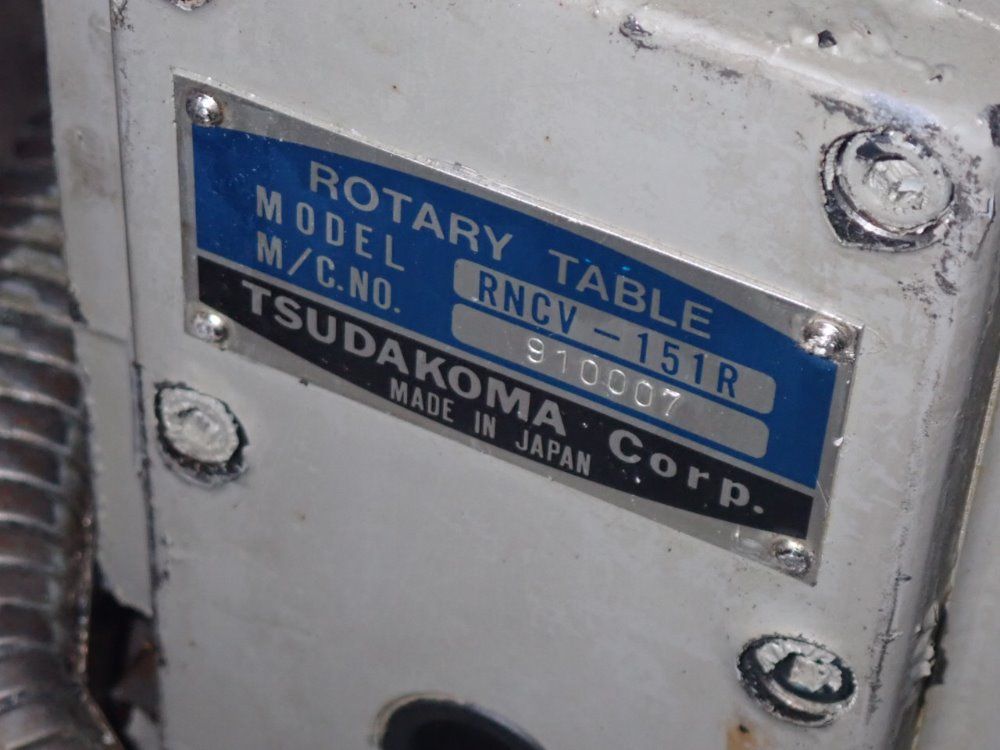 ROTARY TABLE
MODEL RNCV-151R
M/C.NO. 910007
TSUDAKOMA Corp.
MADE IN JAPAN